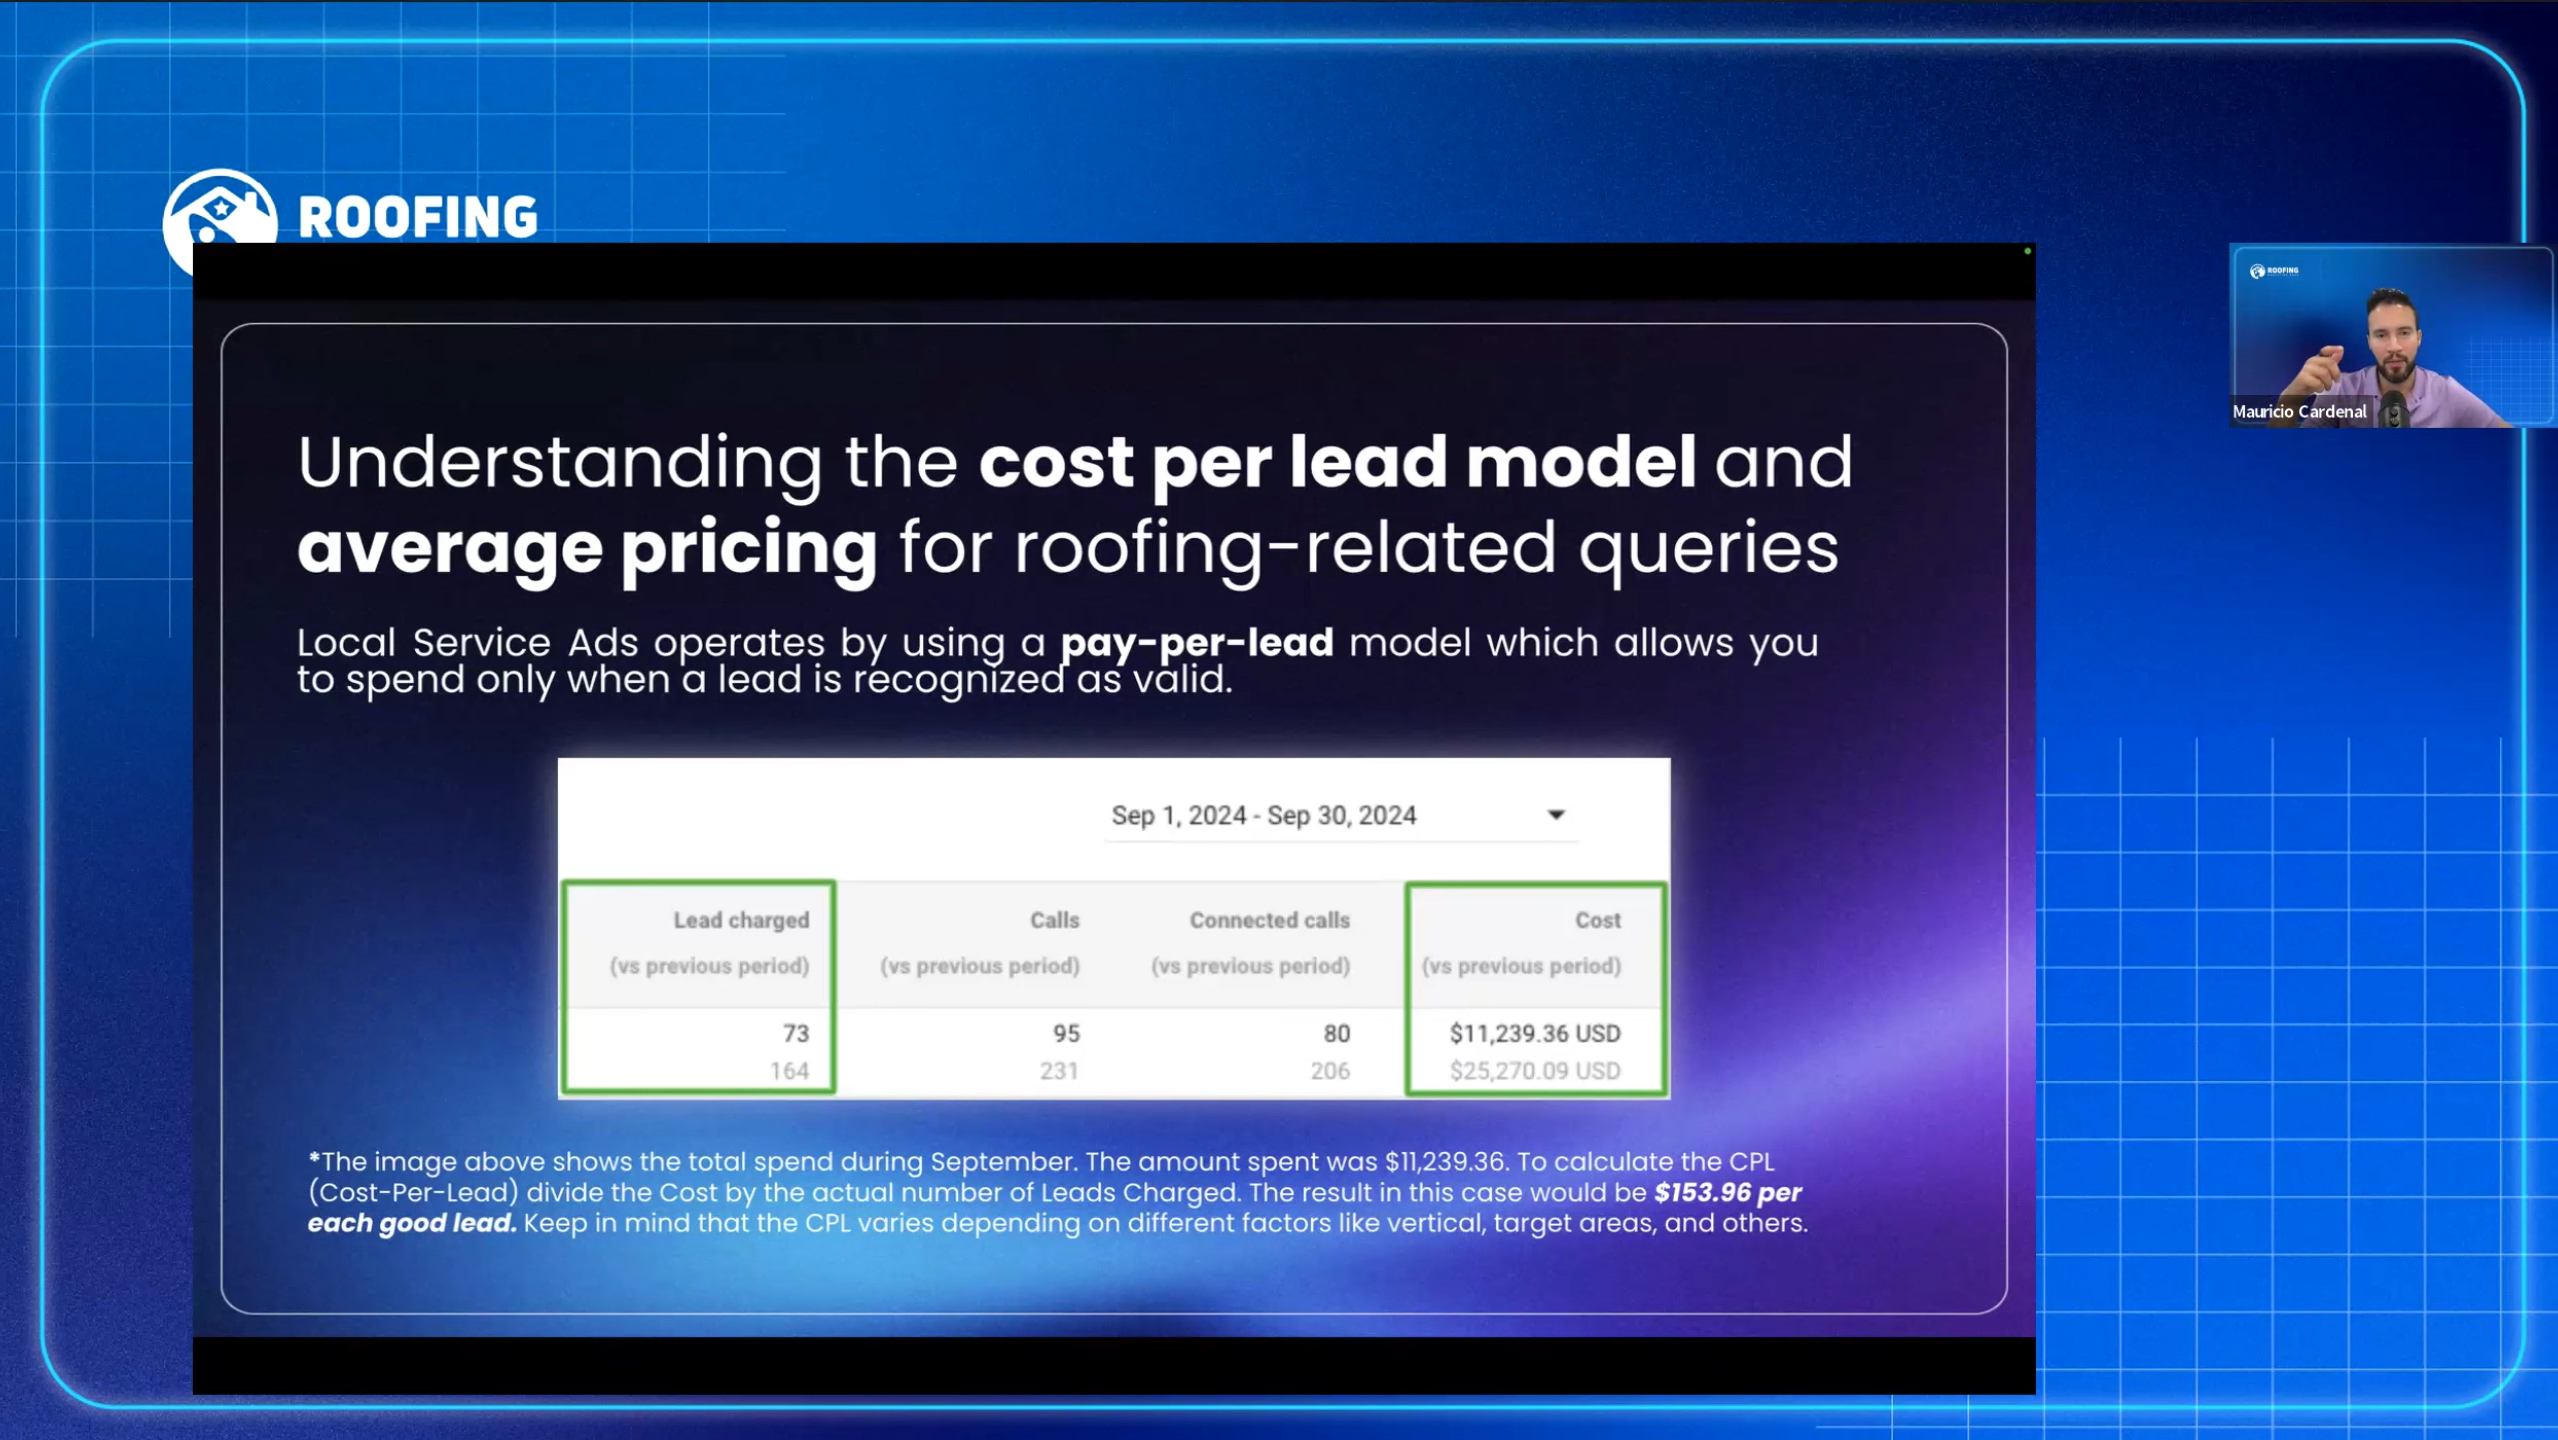 ROOFING
ROOFING
Mauricio Cardenal
Understanding the cost per lead model and
average pricing for roofing-related queries
Local Service Ads operates by using a pay-per-lead model which allows you
to spend only when a lead is recognized as valid.
Sep 1, 2024 - Sep 30, 2024
Lead charged Calls Connected calls Cost
(vs previous period) (vs previous period) (vs previous period) (vs previous period)
73 95 80 $11,239.36 USD
164 231 206 $25,270.09 USD
*The image above shows the total spend during September. The amount spent was $11,239.36. To calculate the CPL
(Cost-Per-Lead) divide the Cost by the actual number of Leads Charged. The result in this case would be $153.96 per
each good lead. Keep in mind that the CPL varies depending on different factors like vertical, target areas, and others.